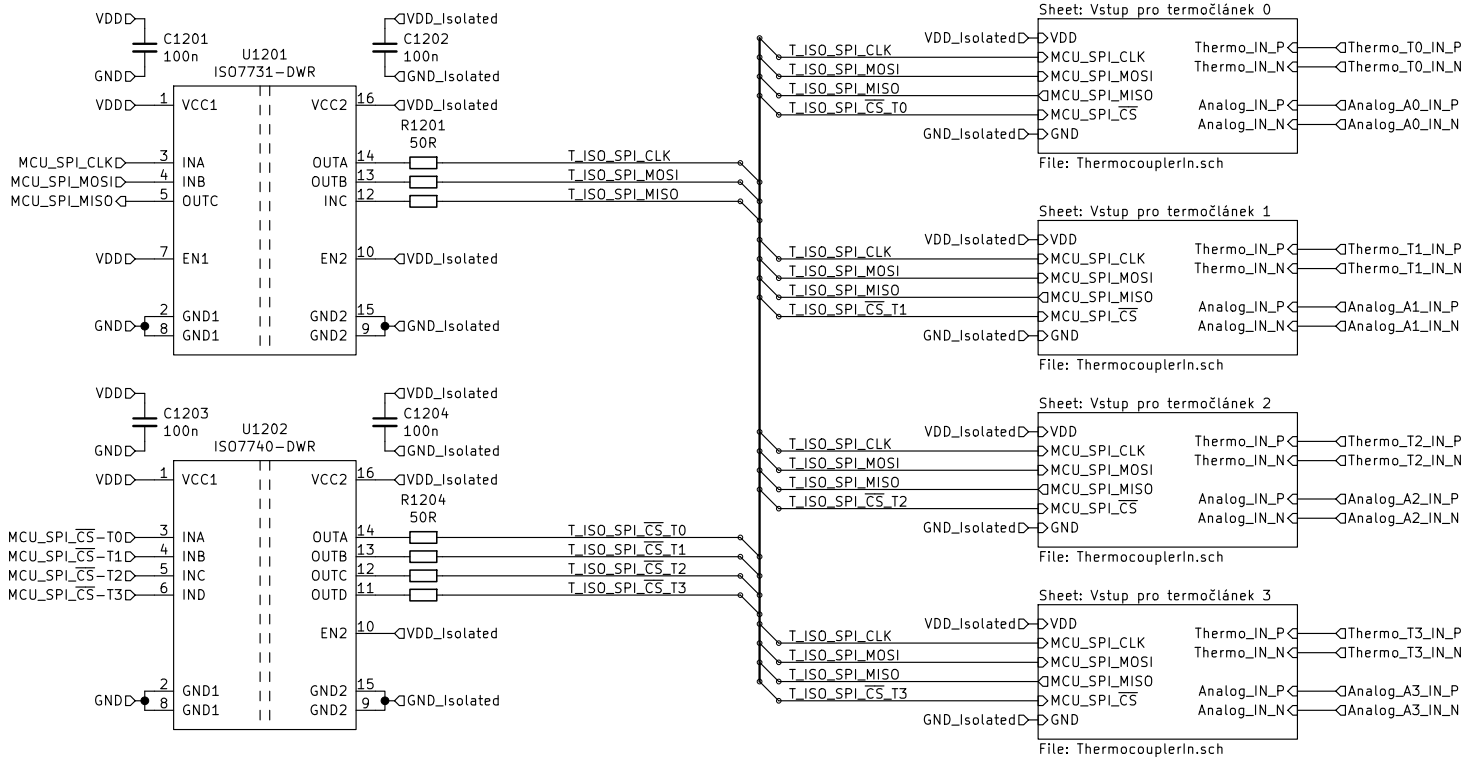 VDD
C1201
100n
GND
VDD_Isolated
C1202
100n
GND_Isolated
U1201
ISO7731-DWR
VDD 1 VCC1 VCC2 16 VDD_Isolated
R1201
50R
MCU_SPI_CLK 3 INA OUTA 14 T_ISO_SPI_CLK
MCU_SPI_MOSI 4 INB OUTB 13 T_ISO_SPI_MOSI
MCU_SPI_MISO 5 OUTC INC 12 T_ISO_SPI_MISO
VDD 7 EN1 EN2 10 VDD_Isolated
2 GND1 GND2 15
GND GND_Isolated
8 GND1 GND2 9
VDD
C1203
100n
GND
VDD_Isolated
C1204
100n
GND_Isolated
U1202
ISO7740-DWR
VDD 1 VCC1 VCC2 16 VDD_Isolated
R1204
50R
MCU_SPI_CS-T0 3 INA OUTA 14 T_ISO_SPI_CS_T0
MCU_SPI_CS-T1 4 INB OUTB 13 T_ISO_SPI_CS_T1
MCU_SPI_CS-T2 5 INC OUTC 12 T_ISO_SPI_CS_T2
MCU_SPI_CS-T3 6 IND OUTD 11 T_ISO_SPI_CS_T3
EN2 10 VDD_Isolated
2 GND1 GND2 15
GND GND_Isolated
8 GND1 GND2 9
Sheet: Vstup pro termočlánek 0
VDD_Isolated VDD
Thermo_IN_P Thermo_T0_IN_P
T_ISO_SPI_CLK MCU_SPI_CLK
Thermo_IN_N Thermo_T0_IN_N
T_ISO_SPI_MOSI MCU_SPI_MOSI
T_ISO_SPI_MISO MCU_SPI_MISO
Analog_IN_P Analog_A0_IN_P
T_ISO_SPI_CS_T0 MCU_SPI_CS
Analog_IN_N Analog_A0_IN_N
GND_Isolated GND
File: ThermocouplerIn.sch
Sheet: Vstup pro termočlánek 1
VDD_Isolated VDD
Thermo_IN_P Thermo_T1_IN_P
T_ISO_SPI_CLK MCU_SPI_CLK
Thermo_IN_N Thermo_T1_IN_N
T_ISO_SPI_MOSI MCU_SPI_MOSI
T_ISO_SPI_MISO MCU_SPI_MISO
Analog_IN_P Analog_A1_IN_P
T_ISO_SPI_CS_T1 MCU_SPI_CS
Analog_IN_N Analog_A1_IN_N
GND_Isolated GND
File: ThermocouplerIn.sch
Sheet: Vstup pro termočlánek 2
VDD_Isolated VDD
Thermo_IN_P Thermo_T2_IN_P
T_ISO_SPI_CLK MCU_SPI_CLK
Thermo_IN_N Thermo_T2_IN_N
T_ISO_SPI_MOSI MCU_SPI_MOSI
T_ISO_SPI_MISO MCU_SPI_MISO
Analog_IN_P Analog_A2_IN_P
T_ISO_SPI_CS_T2 MCU_SPI_CS
Analog_IN_N Analog_A2_IN_N
GND_Isolated GND
File: ThermocouplerIn.sch
Sheet: Vstup pro termočlánek 3
VDD_Isolated VDD
Thermo_IN_P Thermo_T3_IN_P
T_ISO_SPI_CLK MCU_SPI_CLK
Thermo_IN_N Thermo_T3_IN_N
T_ISO_SPI_MOSI MCU_SPI_MOSI
T_ISO_SPI_MISO MCU_SPI_MISO
Analog_IN_P Analog_A3_IN_P
T_ISO_SPI_CS_T3 MCU_SPI_CS
Analog_IN_N Analog_A3_IN_N
GND_Isolated GND
File: ThermocouplerIn.sch